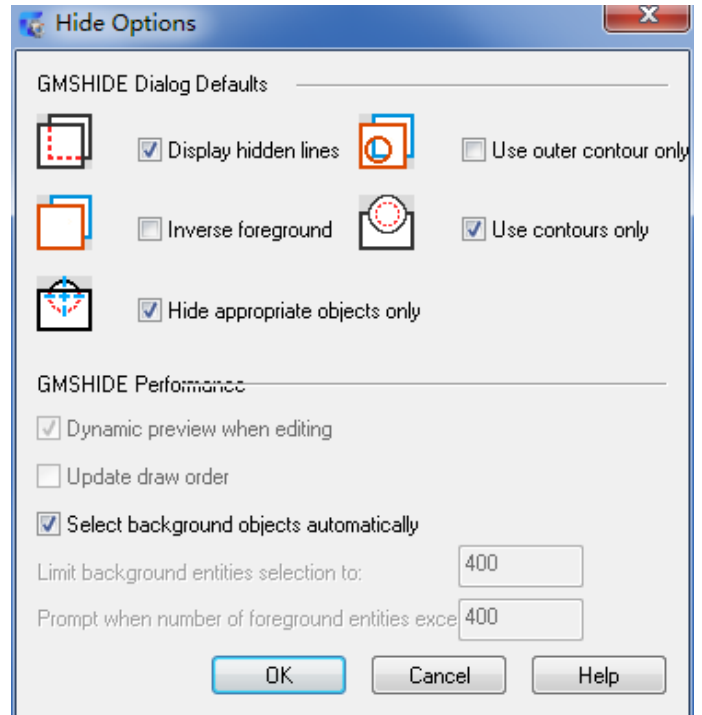 Hide Options
GMSHIDE Dialog Defaults
Display hidden lines
Use outer contour only
Inverse foreground
Use contours only
Hide appropriate objects only
GMSHIDE Performance
Dynamic preview when editing
Update draw order
Select background objects automatically
Limit background entities selection to:
400
Prompt when number of foreground entities exce
400
OK
Cancel
Help